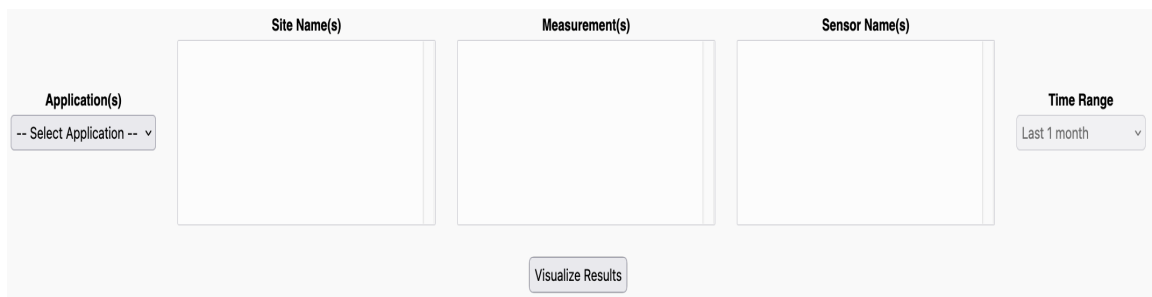 Site Name(s)
Measurement(s)
Sensor Name(s)
Application(s)
-- Select Application --
Time Range
Last 1 month
Visualize Results